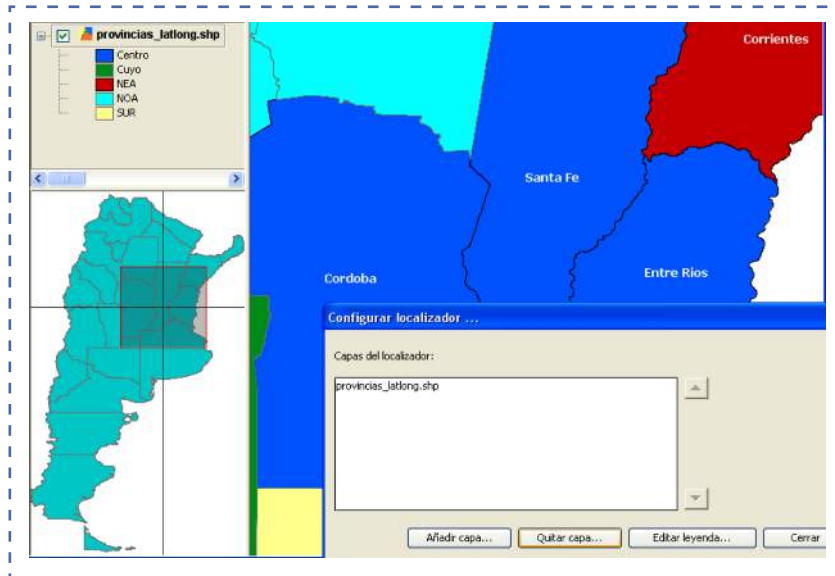 provincias_latlong.shp
Centro
Cuyo
NEA
NOA
SUR
Corrientes
Santa Fe
Cordoba
Entre Rios
Configurar localizador ...
Capas del localizador:
provincias_latlong.shp
Añadir capa...
Quitar capa...
Editar leyenda...
Cerrar